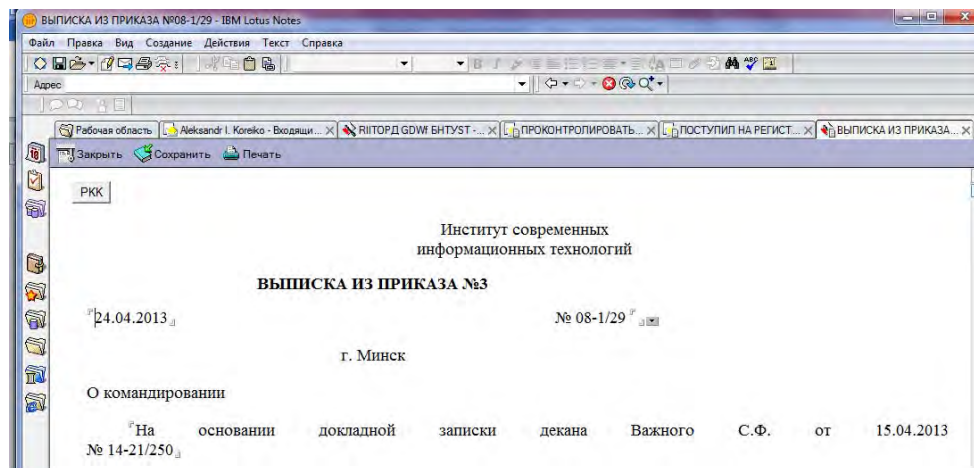 ВЫПИСКА ИЗ ПРИКАЗА №08-1/29 - IBM Lotus Notes
Файл Правка Вид Создание Действия Текст Справка
Адрес
Рабочая область Aleksandr I. Koreiko - Входящи... RIITОРД GDWf БНТУST - ... ПРОКОНТРОЛИРОВАТЬ... ПОСТУПИЛ НА РЕГИСТ... ВЫПИСКА ИЗ ПРИКАЗА...
Закрыть Сохранить Печать
РКК
Институт современных
информационных технологий
ВЫПИСКА ИЗ ПРИКАЗА №3
24.04.2013 № 08-1/29
г. Минск
О командировании
На основании докладной записки декана Важного С.Ф. от 15.04.2013
№ 14-21/250